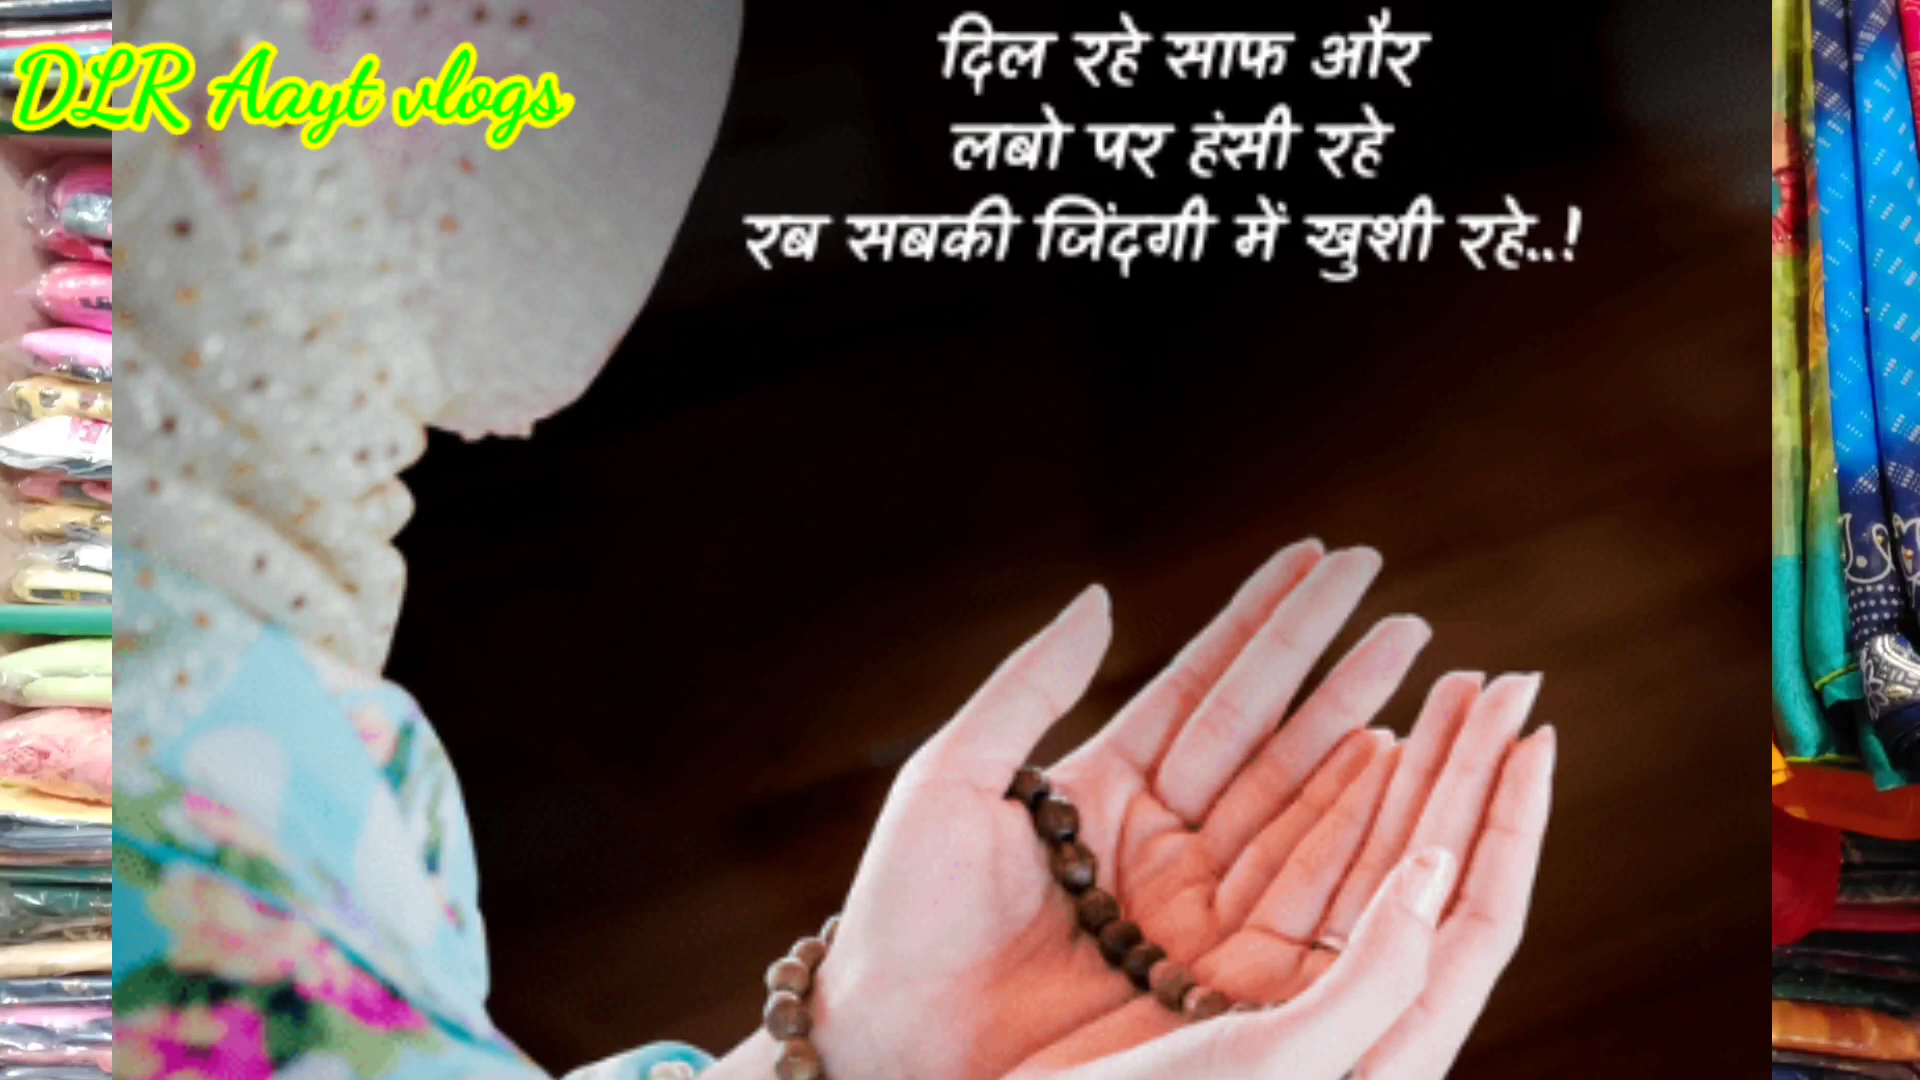 DLR Aayt vlogs
दिल रहे साफ और
लबो पर हंसी रहे
रब सबकी जिंदगी में खुशी रहे..!